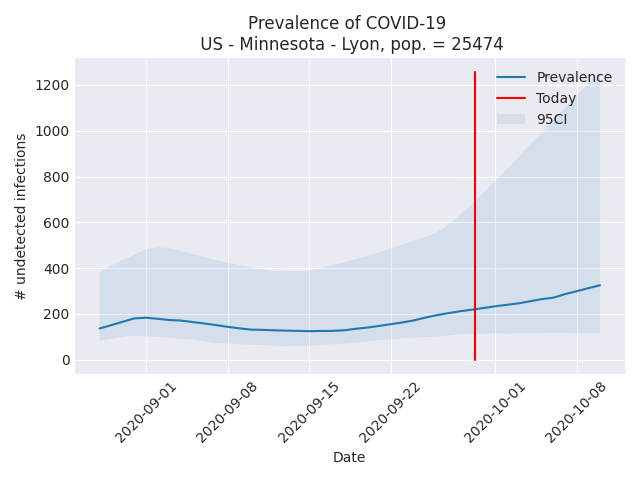 Prevalence of COVID-19
US - Minnesota - Lyon, pop. = 25474
Prevalence
Today
95CI
# undetected infections
1200
1000
800
600
400
200
0
2020-09-01
2020-09-08
2020-09-15
2020-09-22
2020-10-01
2020-10-08
Date